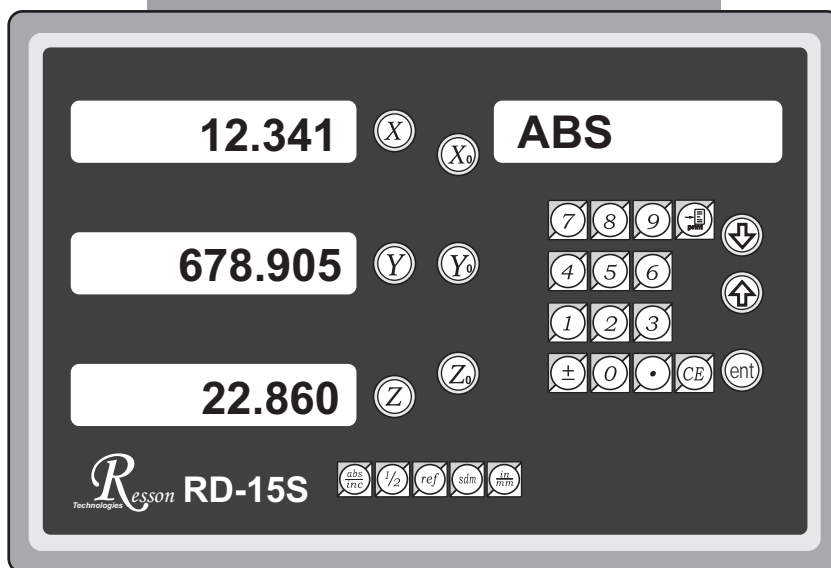 12.341 X X₀ ABS
7 8 9 print
678.905 Y Y₀ 4 5 6
1 2 3
22.860 Z Z₀ ± 0 . CE ent
Resson Technologies RD-15S abs/inc 1/2 ref sdm in/mm